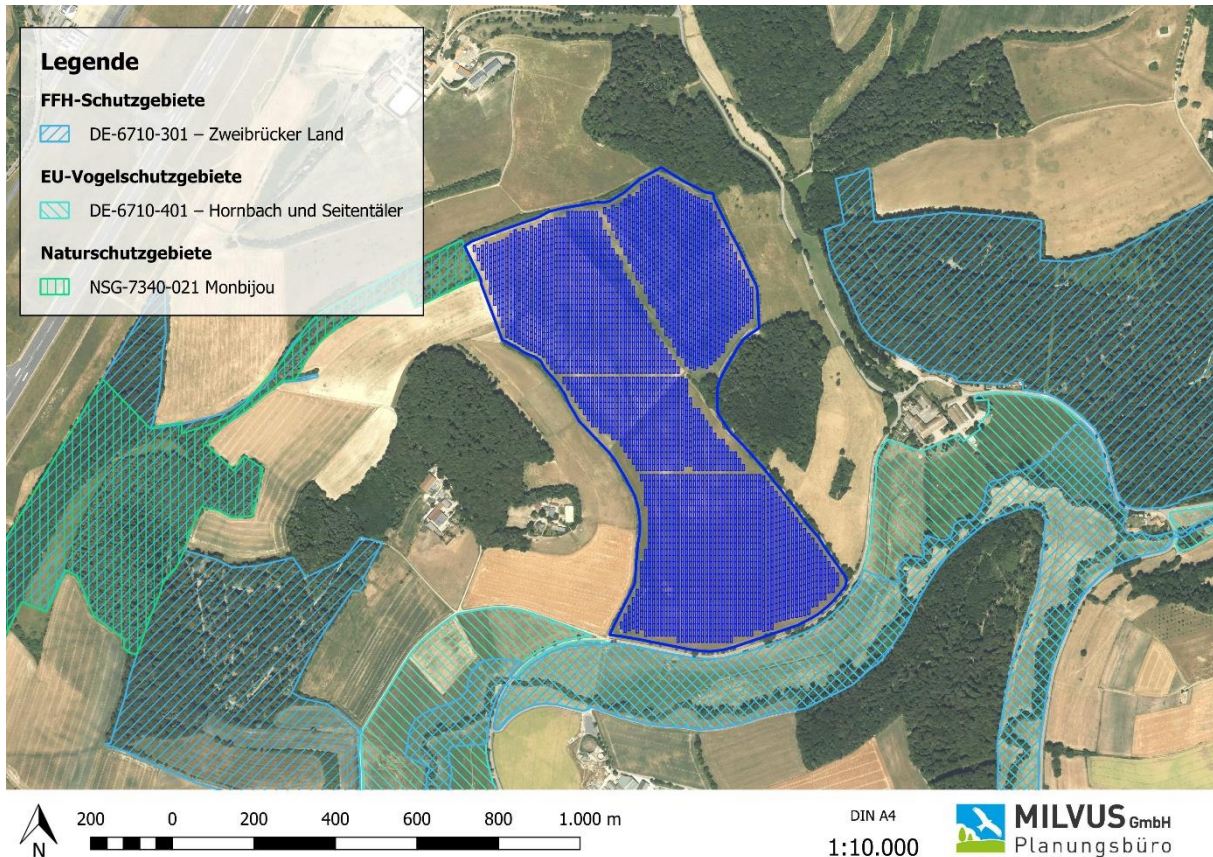 Legende
FFH-Schutzgebiete
DE-6710-301 – Zweibrücker Land
EU-Vogelschutzgebiete
DE-6710-401 – Hornbach und Seitentäler
Naturschutzgebiete
NSG-7340-021 Monbijou
N
200 0 200 400 600 800 1.000 m
DIN A4
1:10.000
MILVUS GmbH
Planungsbüro